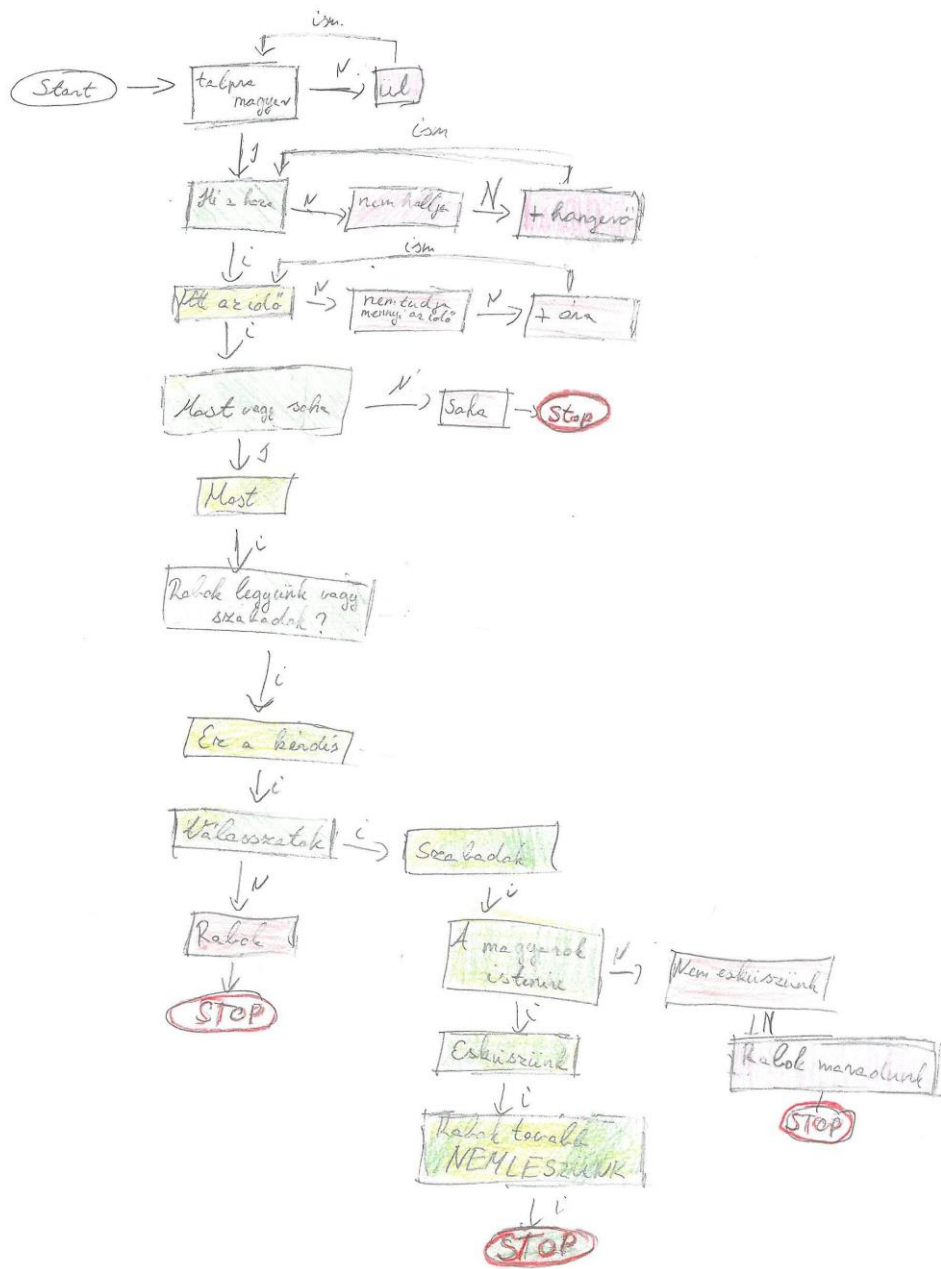 ism.
Start
talpra
magyar
N
ül
I
ism
Hí a haza
N
nem hallja
N
+ hangerő
i
ism
Itt az idő
N
nem tudja
mennyi az idő
N
+ óra
i
Most vagy soha
N
Soha
Stop
I
Most
i
Rabok legyünk vagy
szabadok?
i
Ez a kérdés
i
Válasszatok
i
Szabadok
N
i
Rabok
A magyarok
istenire
N
Nem esküszünk
STOP
i
N
Esküszünk
Rabok maradunk
i
STOP
Rabok tovább
NEM LESZÜNK
i
STOP